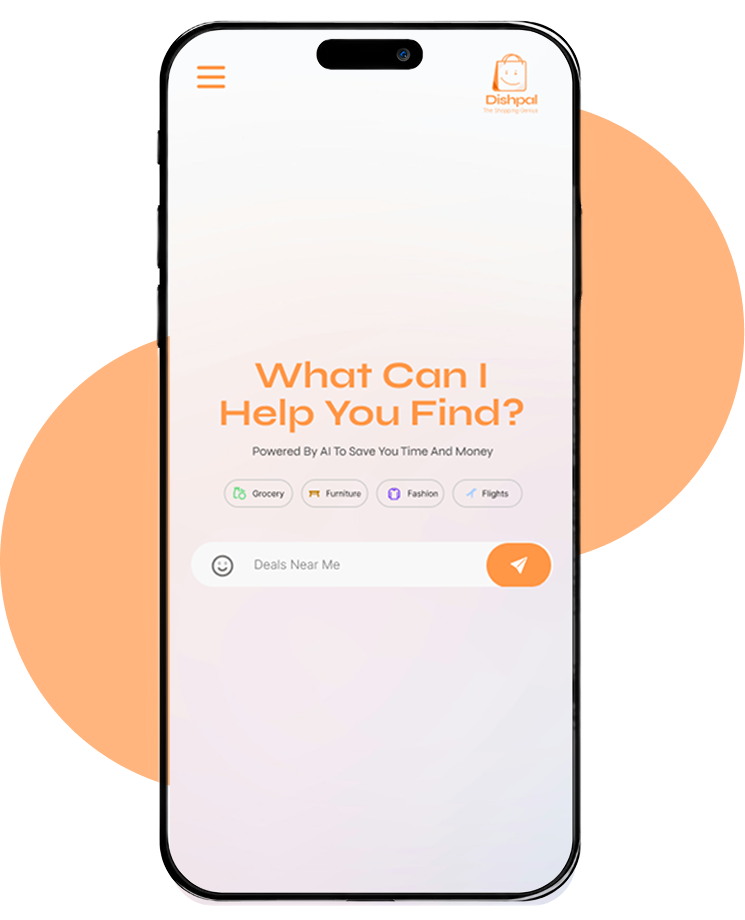 Dishpal
The Shopping Genius
What Can I
Help You Find?
Powered By AI To Save You Time And Money
Grocery
Furniture
Fashion
Flights
Deals Near Me